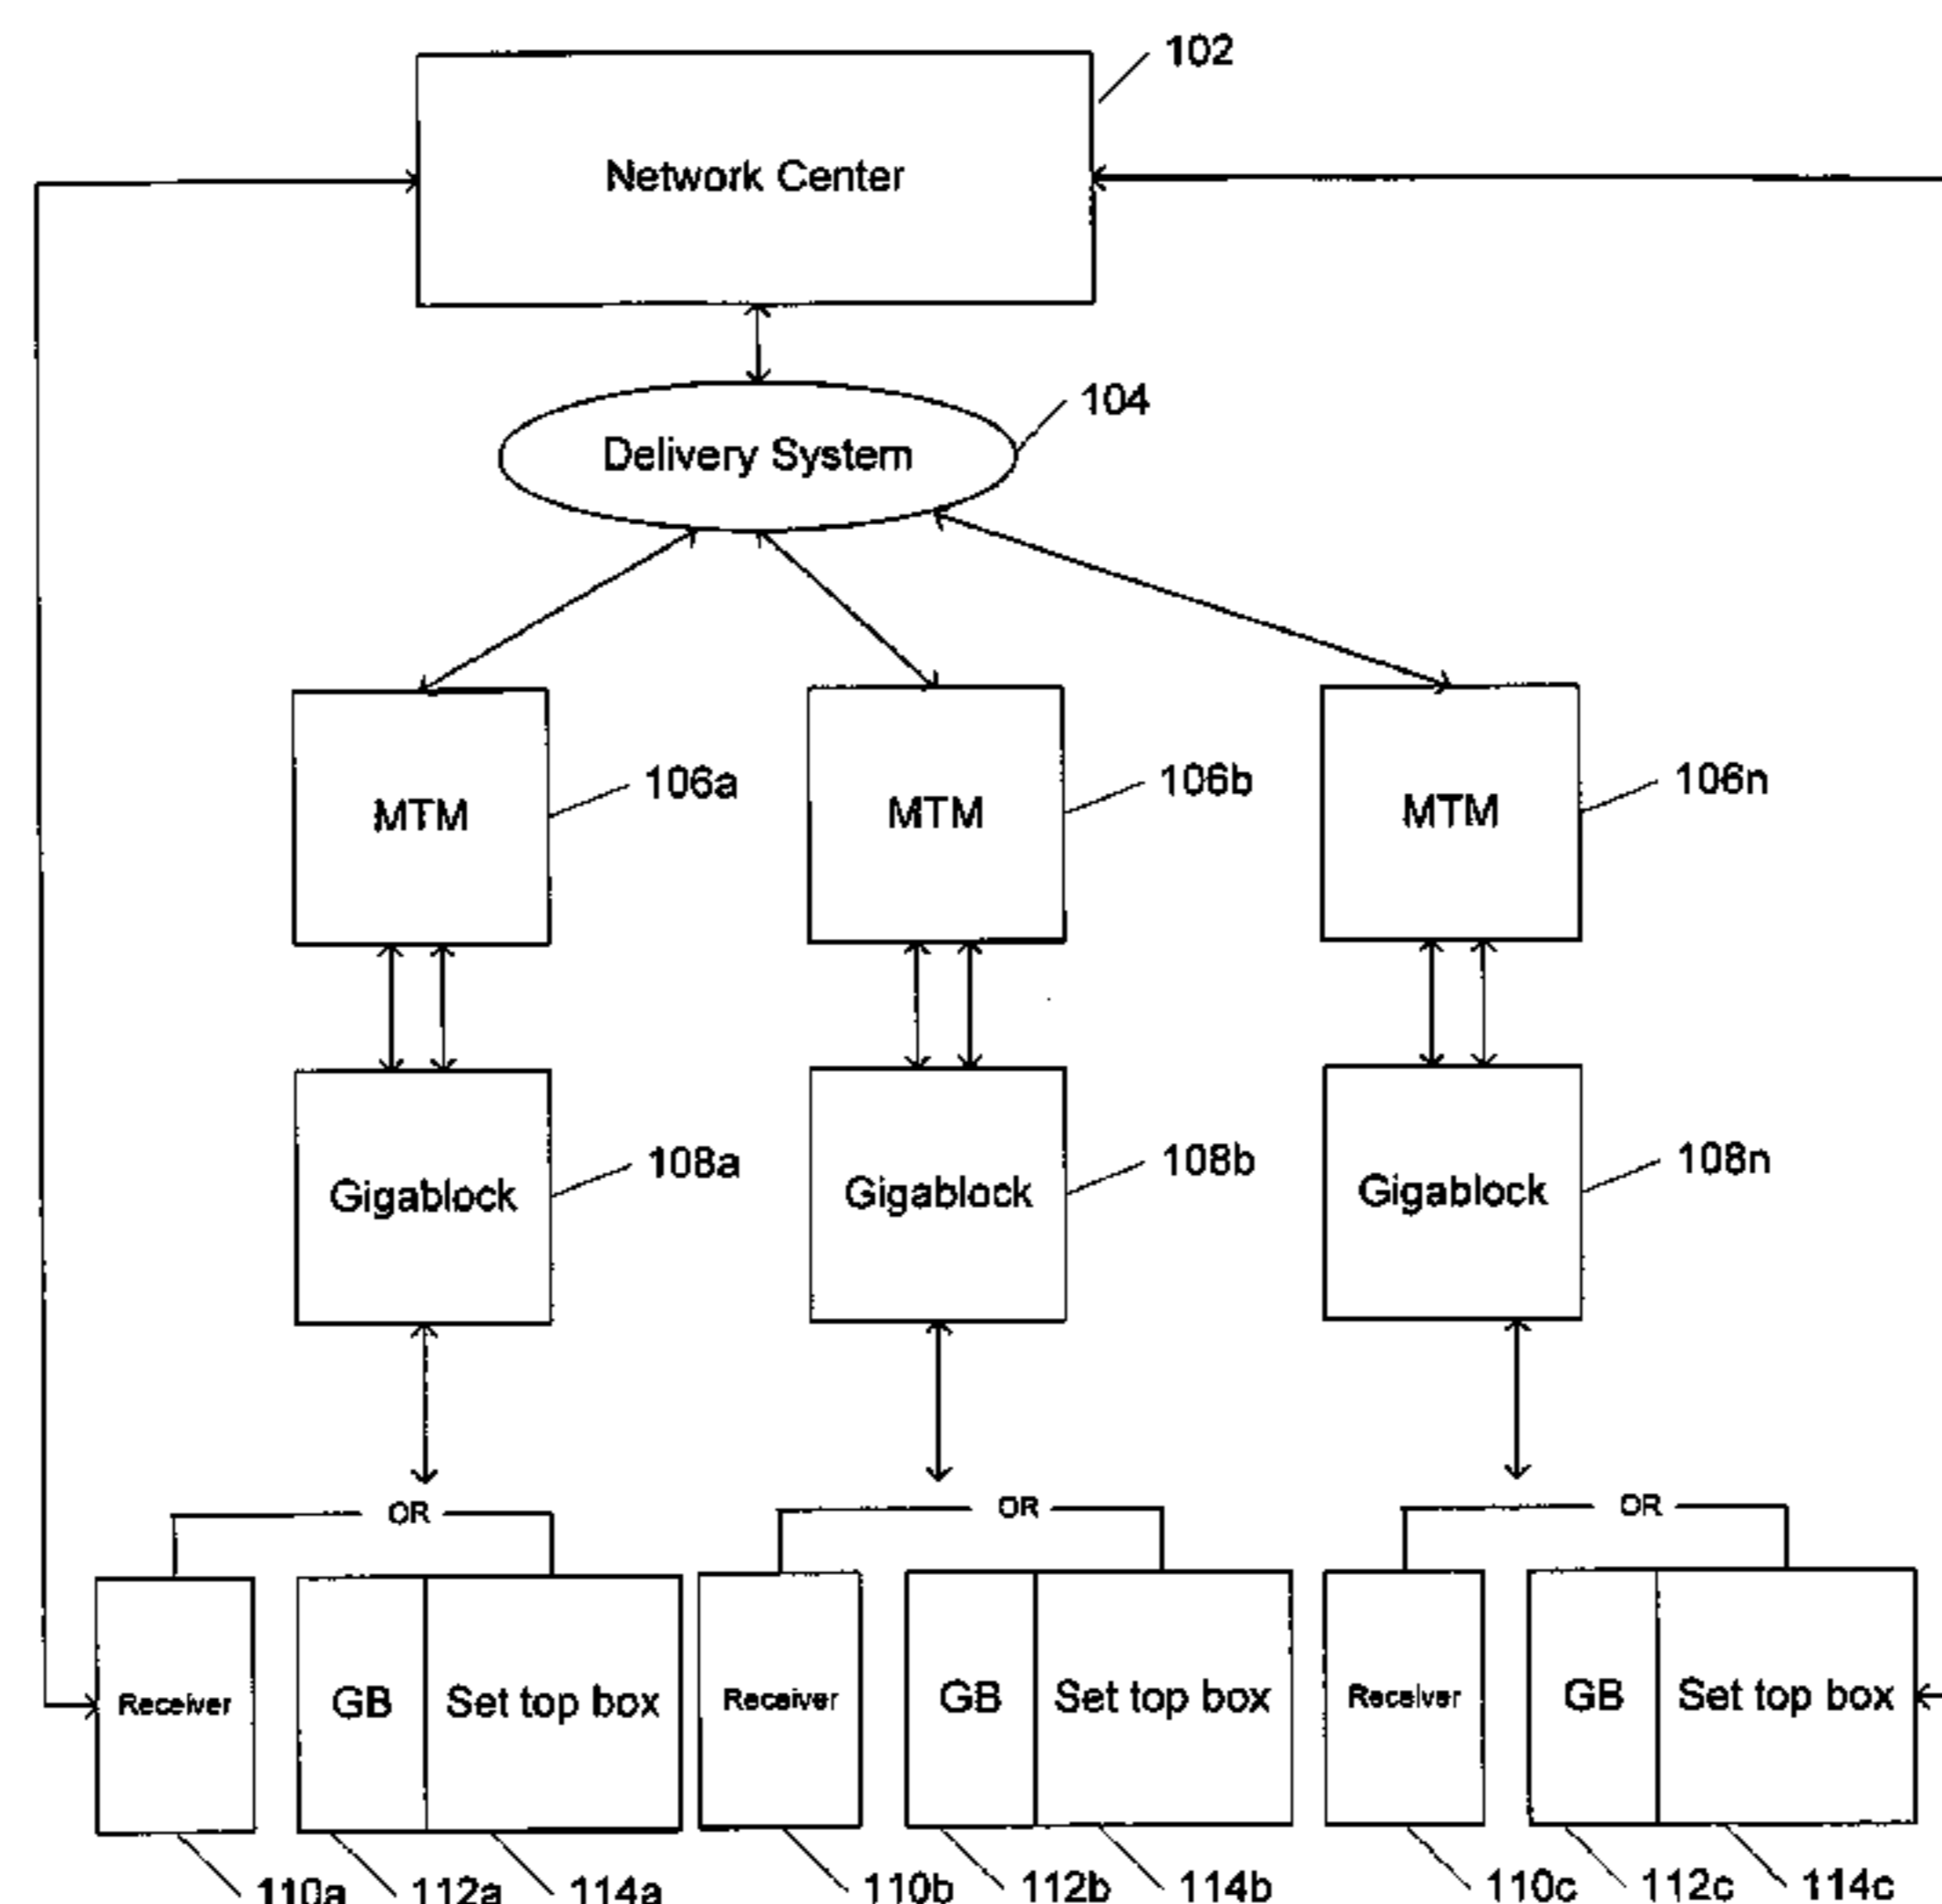 102
Network Center
104
Delivery System
106a
106b
106n
MTM
MTM
MTM
108a
108b
108n
Gigablock
Gigablock
Gigablock
OR
OR
OR
Receiver
GB
Set top box
Receiver
GB
Set top box
Receiver
GB
Set top box
110a
112a
114a
110b
112b
114b
110c
112c
114c